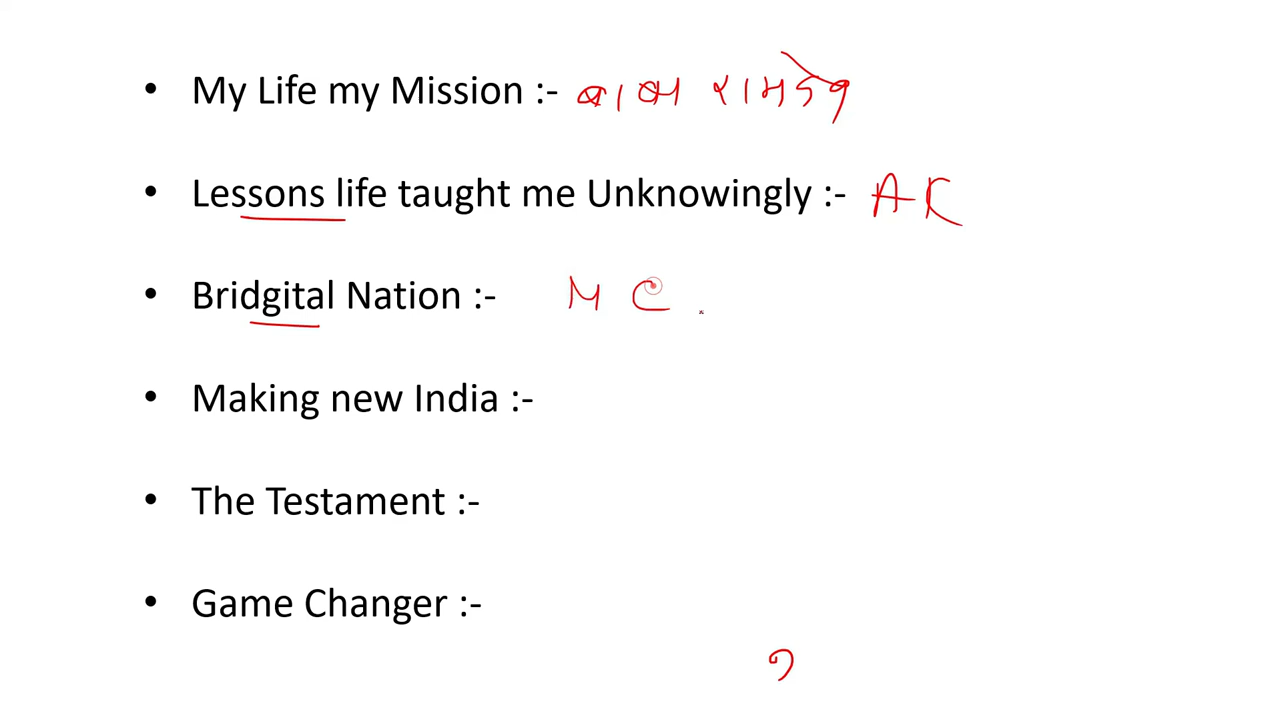 • My Life my Mission :- बाबा रामदेव
• Lessons life taught me Unknowingly :- AK
• Bridgital Nation :- N C
• Making new India :-
• The Testament :-
• Game Changer :-